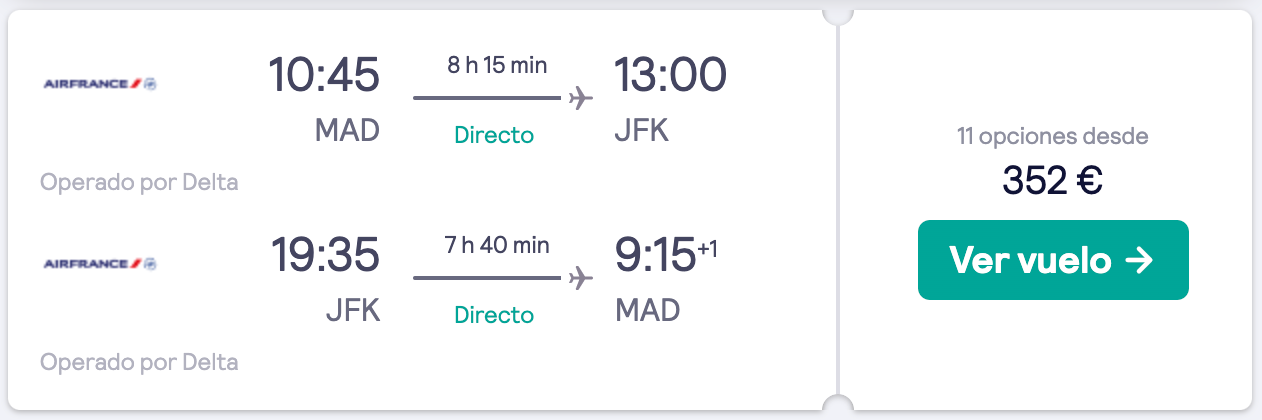 AIRFRANCE
10:45
8 h 15 min
13:00
MAD
Directo
JFK
Operado por Delta
AIRFRANCE
19:35
7 h 40 min
9:15+1
JFK
Directo
MAD
Operado por Delta
11 opciones desde
352 €
Ver vuelo →